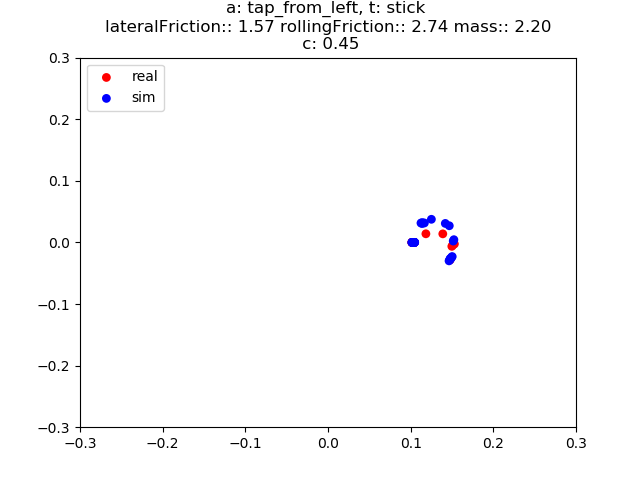 a: tap_from_left, t: stick
lateralFriction:: 1.57 rollingFriction:: 2.74 mass:: 2.20
c: 0.45
real
sim
0.3
0.2
0.1
0.0
−0.1
−0.2
−0.3
−0.3 −0.2 −0.1 0.0 0.1 0.2 0.3